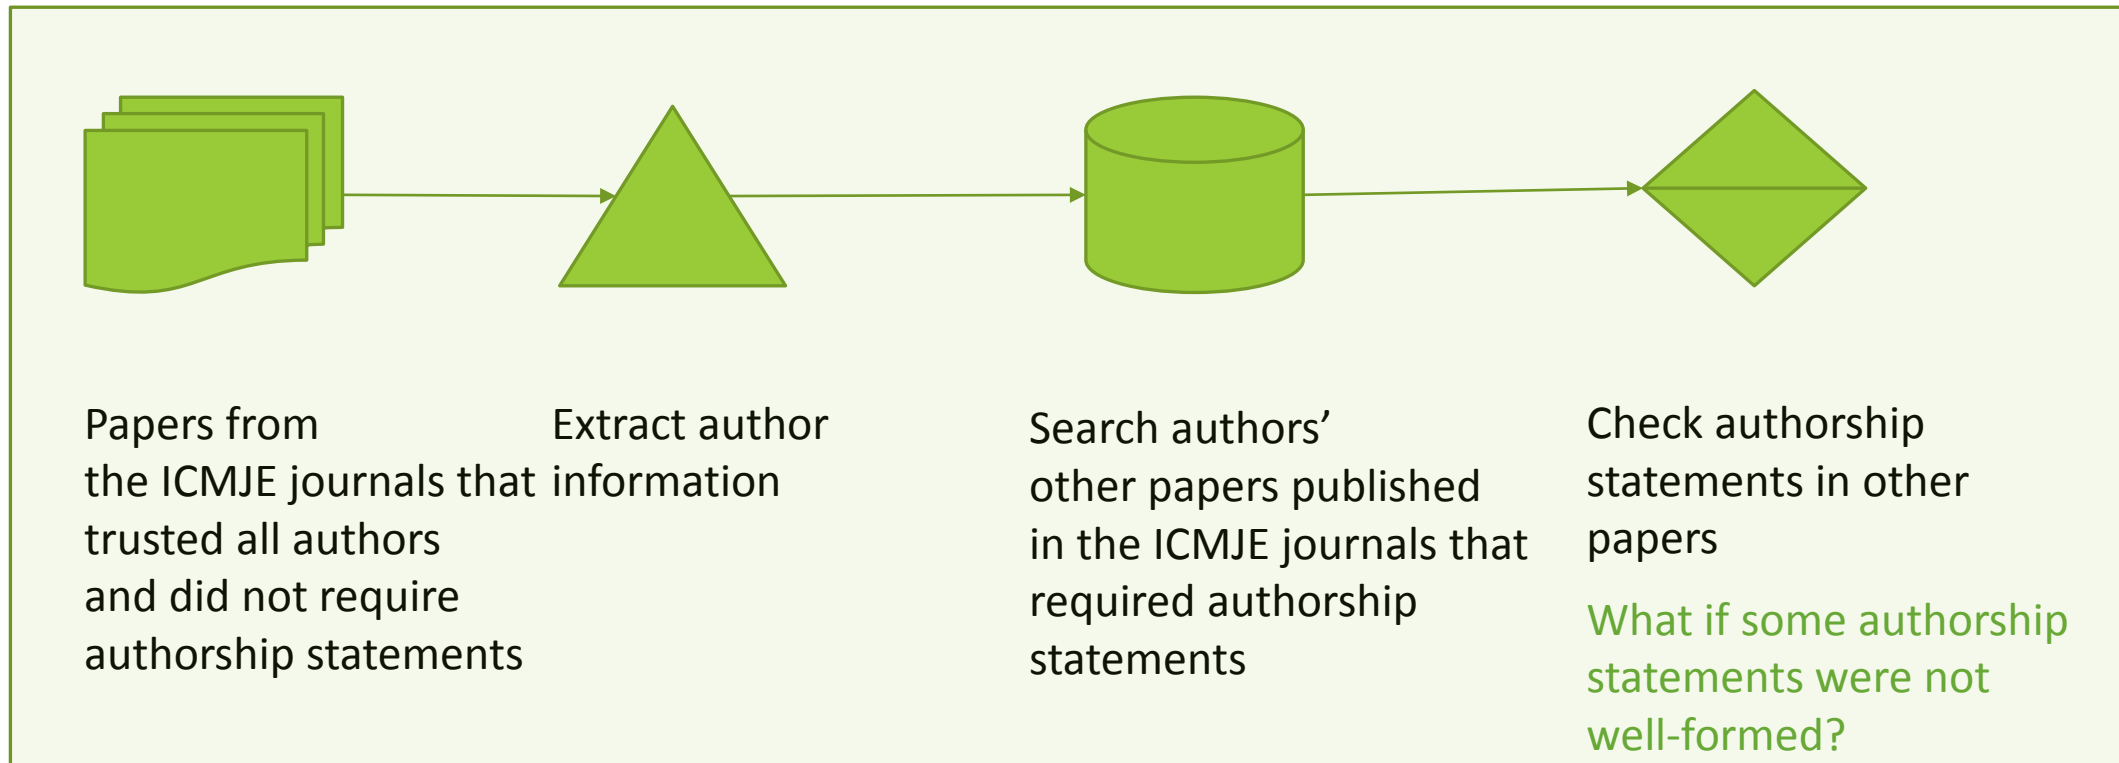 Papers from
the ICMJE journals that
trusted all authors
and did not require
authorship statements
Extract author
information
Search authors’
other papers published
in the ICMJE journals that
required authorship
statements
Check authorship
statements in other
papers
What if some authorship
statements were not
well-formed?